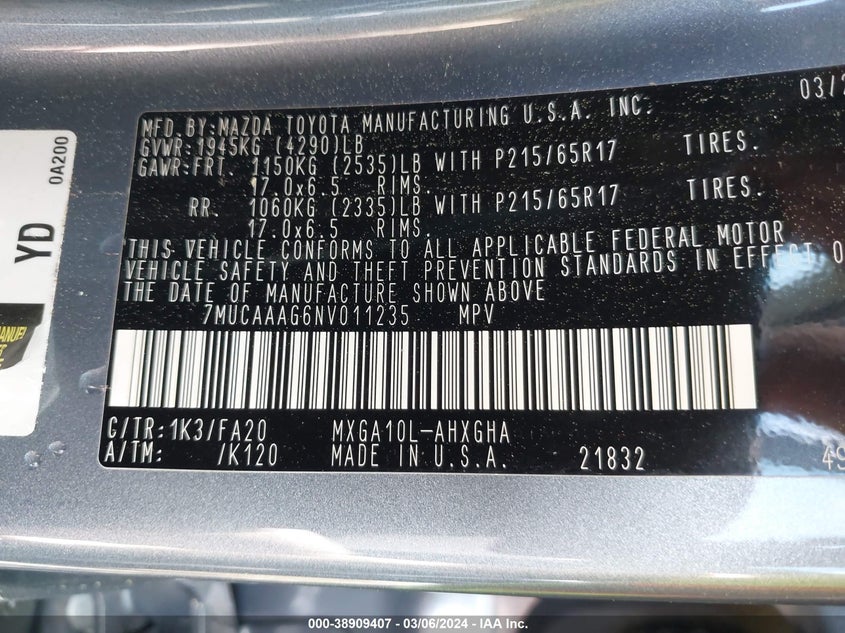 MFD. BY:MAZDA TOYOTA MANUFACTURING U.S.A. INC. 03/2
GVWR: 1945KG (4290)LB
GAWR:FRT. 1150KG (2535)LB WITH P215/65R17 TIRES.
17.0x6.5 RIMS.
RR. 1060KG (2335)LB WITH P215/65R17 TIRES.
17.0x6.5 RIMS.
THIS VEHICLE CONFORMS TO ALL APPLICABLE FEDERAL MOTOR
VEHICLE SAFETY AND THEFT PREVENTION STANDARDS IN EFFECT O
THE DATE OF MANUFACTURE SHOWN ABOVE
7MUCAAAG6NV011235 MPV
C/TR:1K3/FA20 MXGA10L-AHXGHA
A/TM: /K120 MADE IN U.S.A. 21832 49
YD
0A200
000-38909407 - 03/06/2024 - IAA Inc.